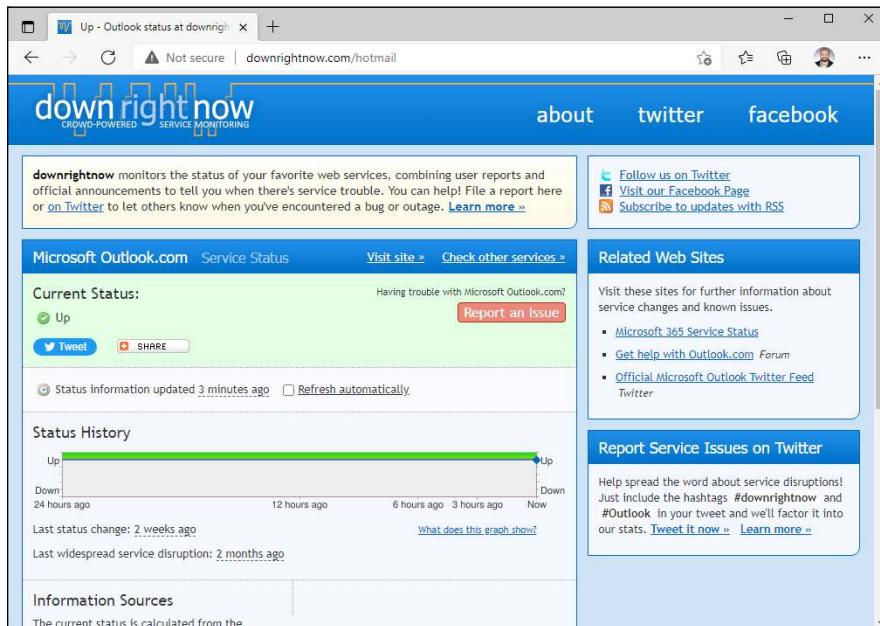 Up - Outlook status at downrigh
Not secure
downrightnow.com/hotmail
down right now
CROWD-POWERED SERVICE MONITORING
about twitter facebook
downrightnow monitors the status of your favorite web services, combining user reports and
official announcements to tell you when there's service trouble. You can help! File a report here
or on Twitter to let others know when you've encountered a bug or outage. Learn more »
Follow us on Twitter
Visit our Facebook Page
Subscribe to updates with RSS
Microsoft Outlook.com Service Status Visit site » Check other services »
Current Status:
Up
Having trouble with Microsoft Outlook.com?
Report an Issue
Tweet
SHARE
Status information updated 3 minutes ago Refresh automatically
Status History
Up Up
Down Down
24 hours ago 12 hours ago 6 hours ago 3 hours ago Now
Last status change: 2 weeks ago What does this graph show?
Last widespread service disruption: 2 months ago
Information Sources
The current status is calculated from the
Related Web Sites
Visit these sites for further information about
service changes and known issues.
Microsoft 365 Service Status
Get help with Outlook.com Forum
Official Microsoft Outlook Twitter Feed
Twitter
Report Service Issues on Twitter
Help spread the word about service disruptions!
Just include the hashtags #downrightnow and
#Outlook in your tweet and we'll factor it into
our stats. Tweet it now » Learn more »